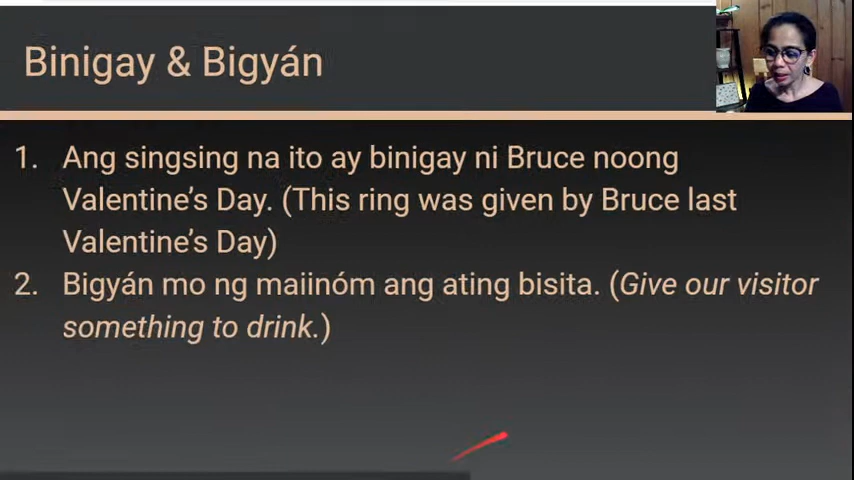 Binigay & Bigyán
1. Ang singsing na ito ay binigay ni Bruce noong
Valentine's Day. (This ring was given by Bruce last
Valentine's Day)
2. Bigyán mo ng maiinóm ang ating bisita. (Give our visitor
something to drink.)